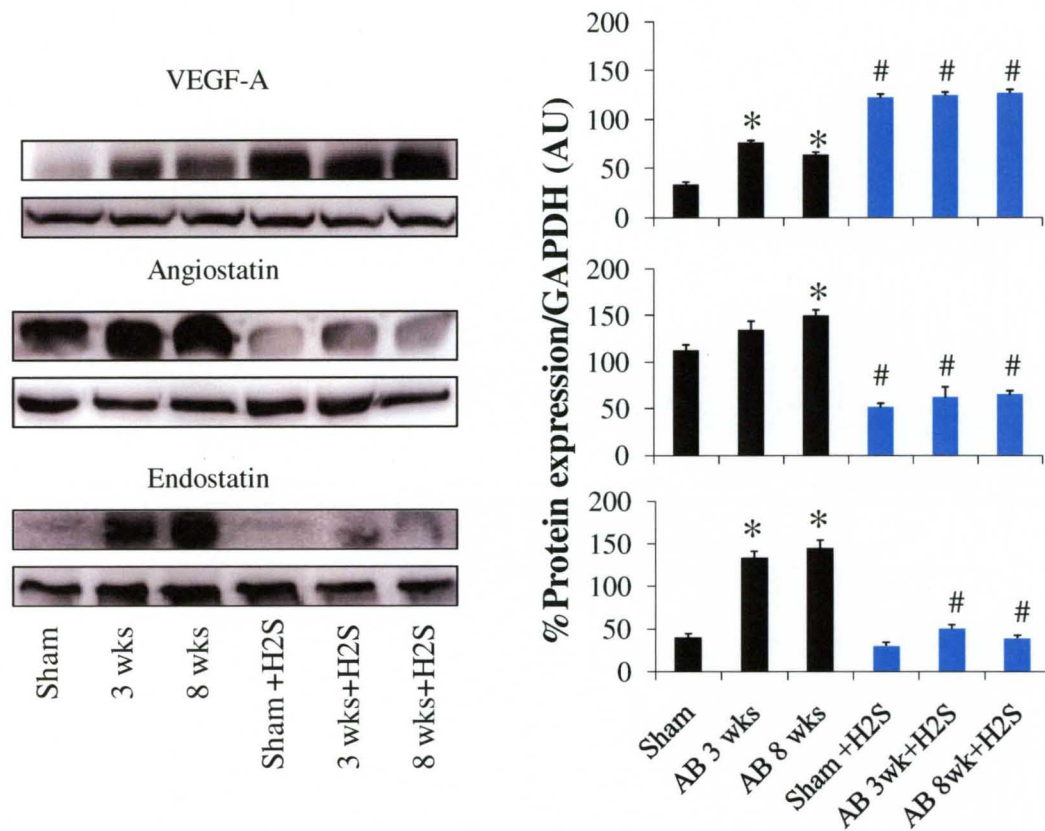 VEGF-A
Angiostatin
Endostatin
Sham
3 wks
8 wks
Sham +H2S
3 wks+H2S
8 wks+H2S
%Protein expression/GAPDH (AU)
200
150
100
50
0
*
*
#
#
#
200
150
100
50
0
*
#
#
#
200
150
100
50
0
*
*
#
#
Sham
AB 3 wks
AB 8 wks
Sham +H2S
AB 3wk+H2S
AB 8wk+H2S